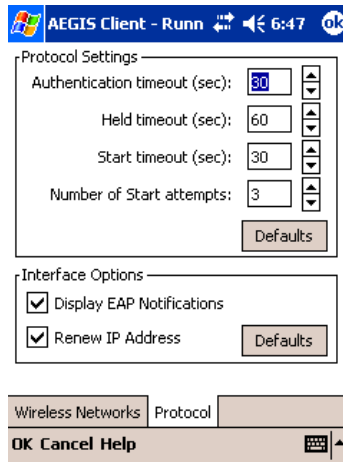 AEGIS Client - Runn 6:47 ok
Protocol Settings
Authentication timeout (sec): 30
Held timeout (sec): 60
Start timeout (sec): 30
Number of Start attempts: 3
Defaults
Interface Options
Display EAP Notifications
Renew IP Address Defaults
Wireless Networks Protocol
OK Cancel Help